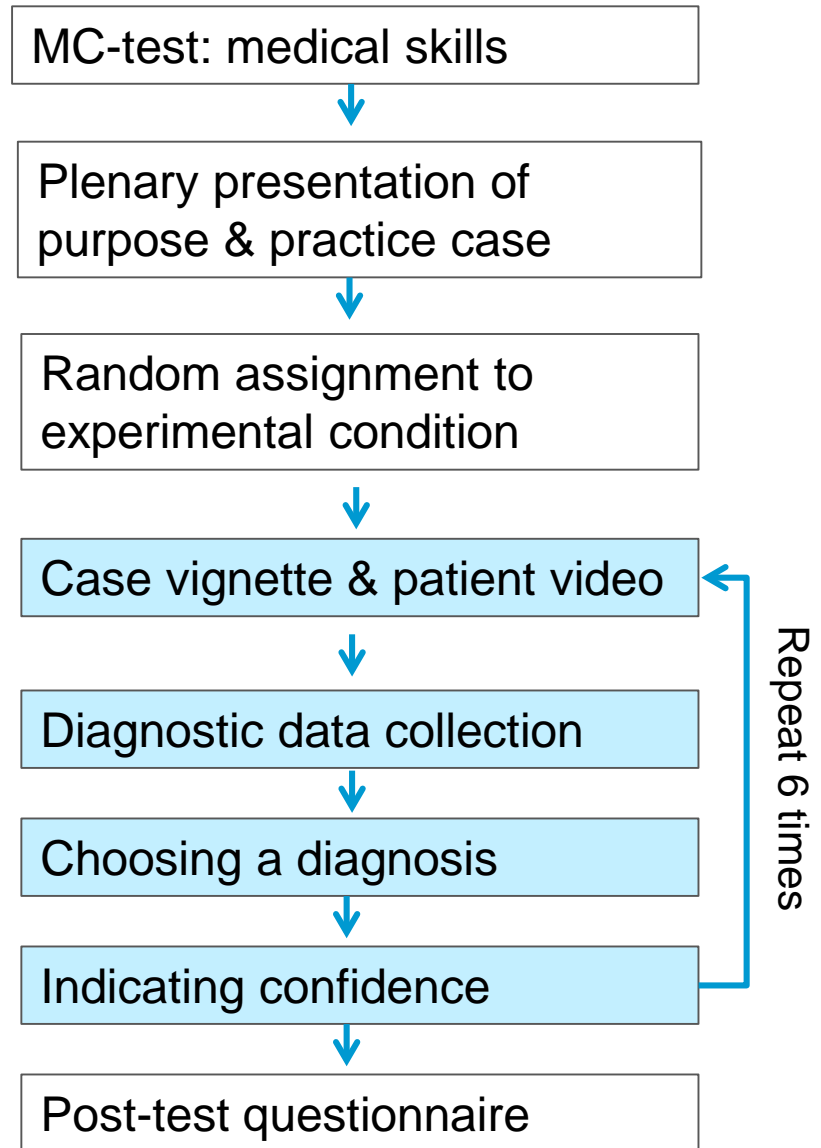 MC-test: medical skills
Plenary presentation of
purpose & practice case
Random assignment to
experimental condition
Case vignette & patient video
Diagnostic data collection
Choosing a diagnosis
Indicating confidence
Repeat 6 times
Post-test questionnaire